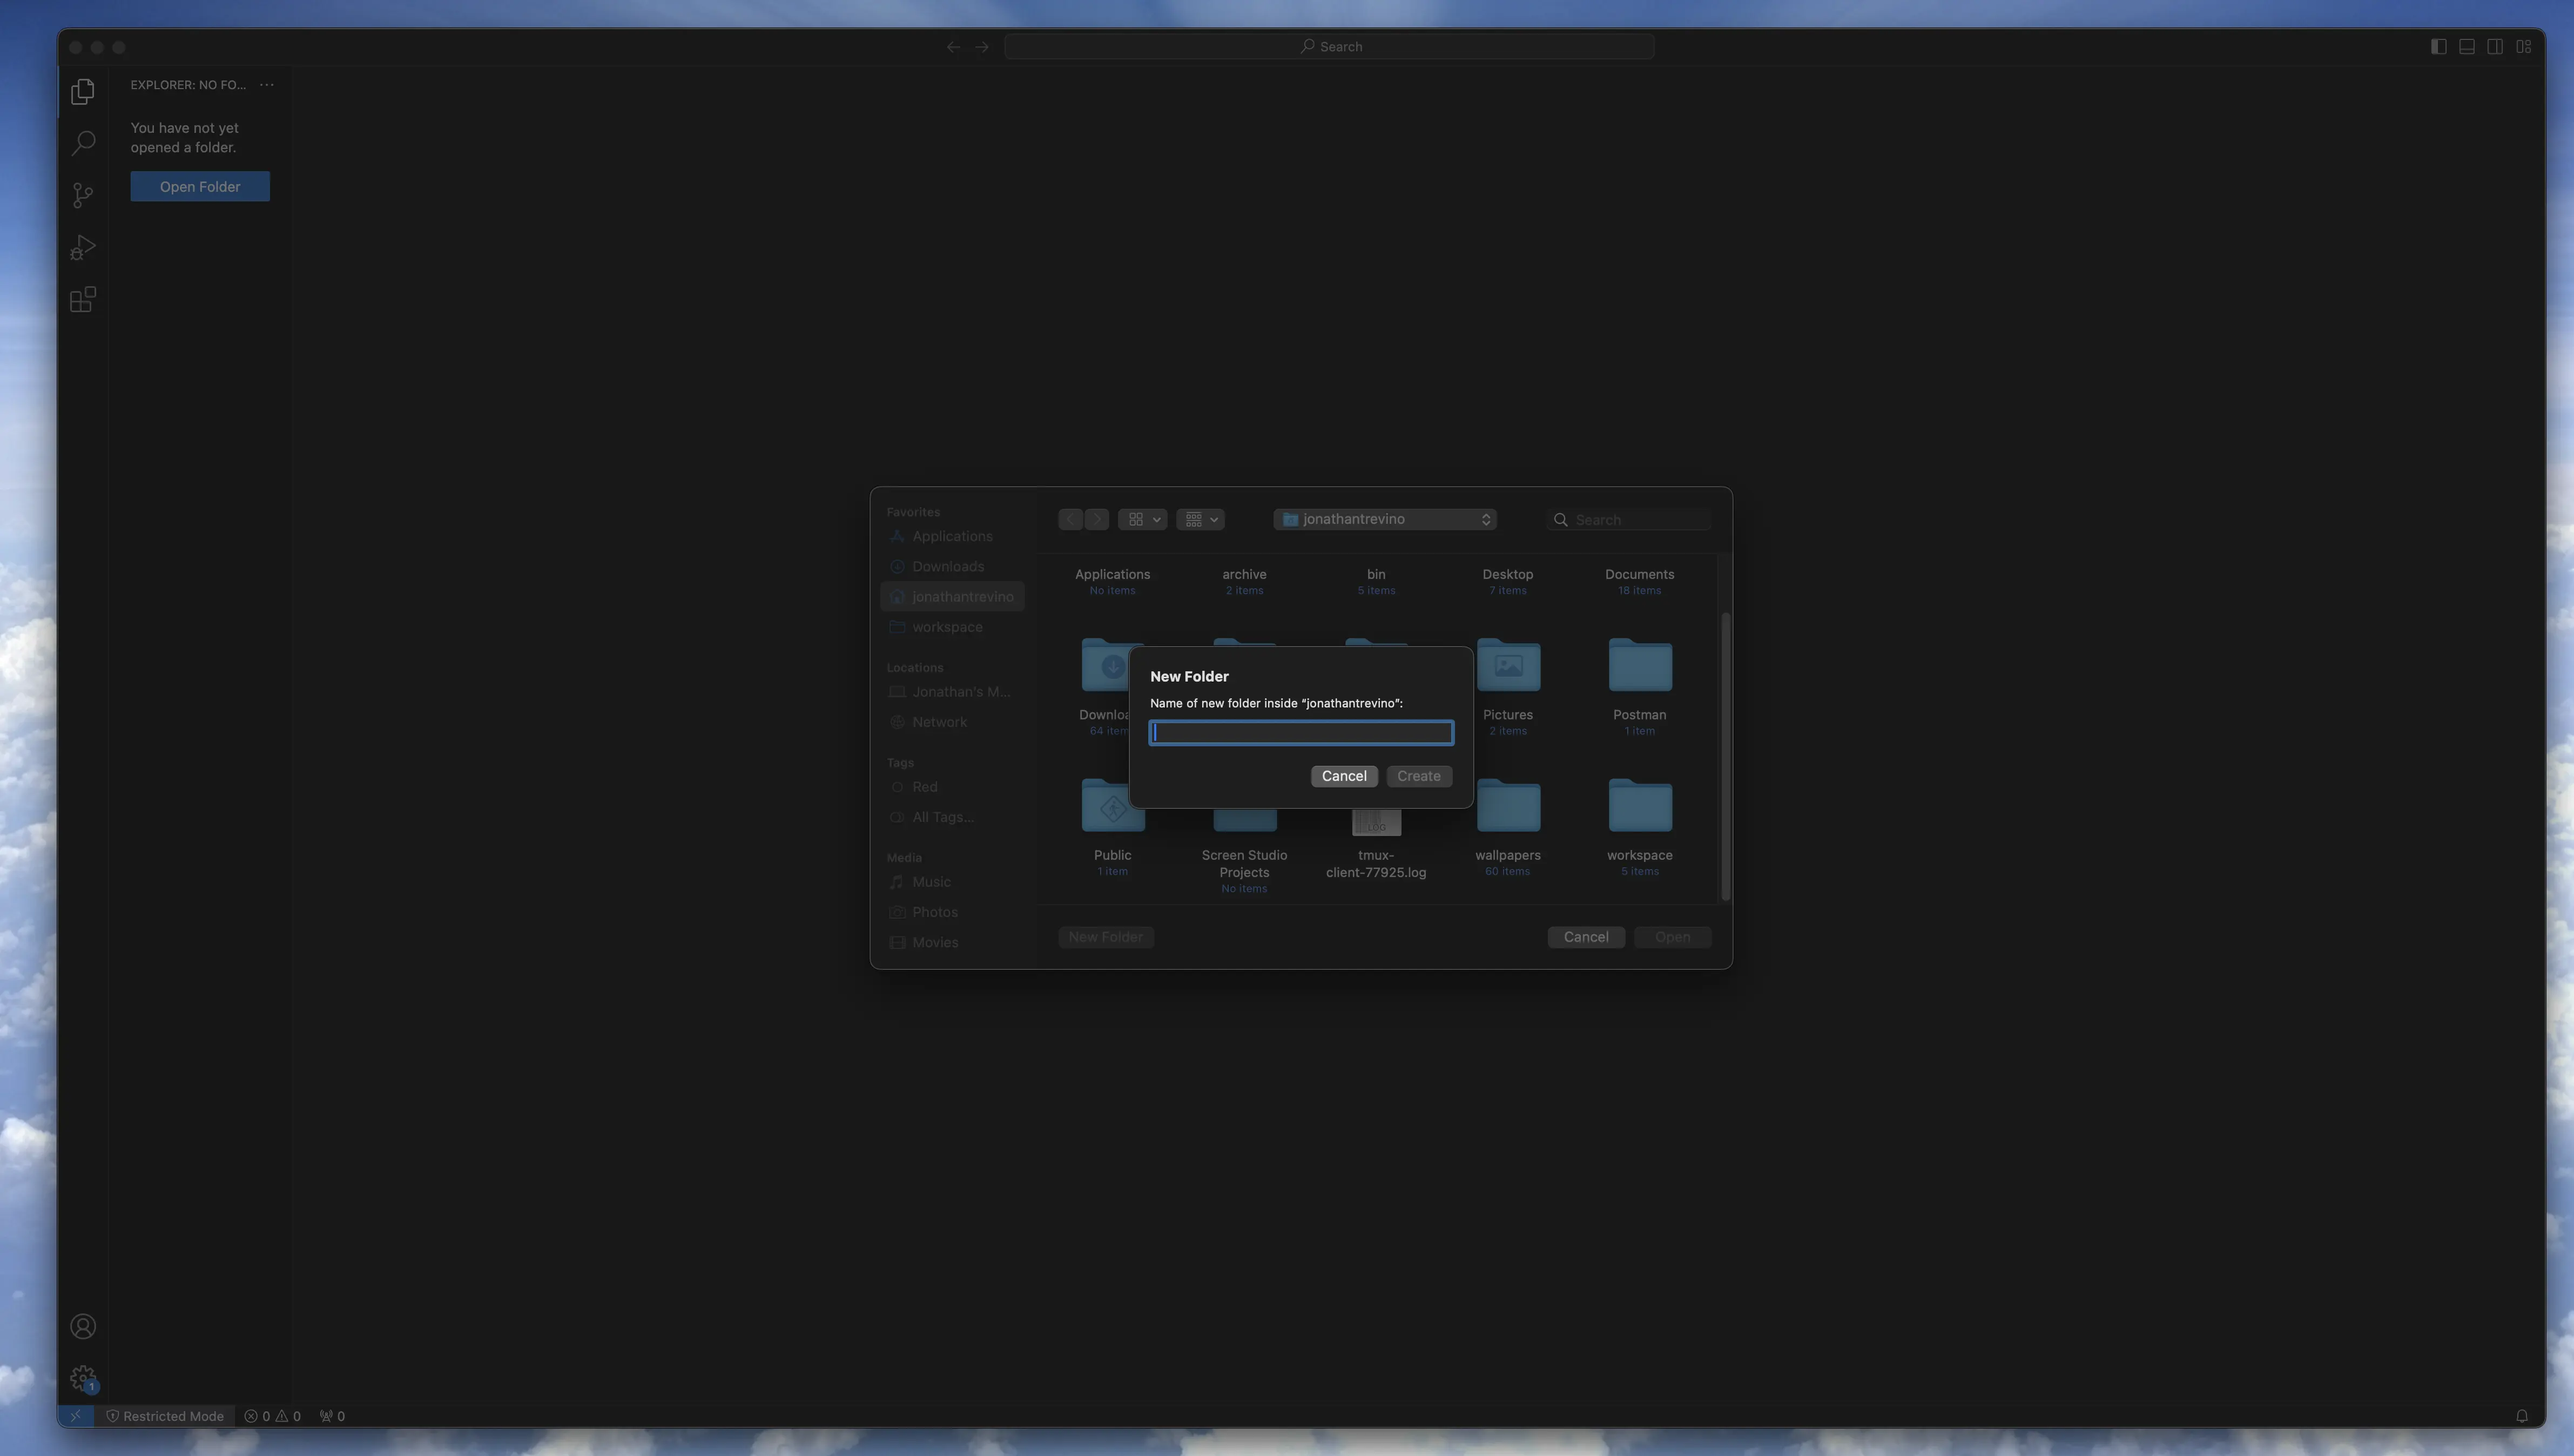 Search
EXPLORER: NO FO... ···
You have not yet
opened a folder.
Open Folder
Favorites
Applications
Downloads
jonathantrevino
workspace
Locations
Jonathan's M...
Network
Tags
Red
All Tags...
Media
Music
Photos
Movies
jonathantrevino
Search
Applications
No items
archive
2 items
bin
5 items
Desktop
7 items
Documents
18 items
Downloa
64 item
Pictures
2 items
Postman
1 item
New Folder
Name of new folder inside “jonathantrevino”:
Cancel
Create
Public
1 item
Screen Studio
Projects
No items
LOG
tmux-
client-77925.log
wallpapers
60 items
workspace
5 items
New Folder
Cancel
Open
1
Restricted Mode
0
0
0